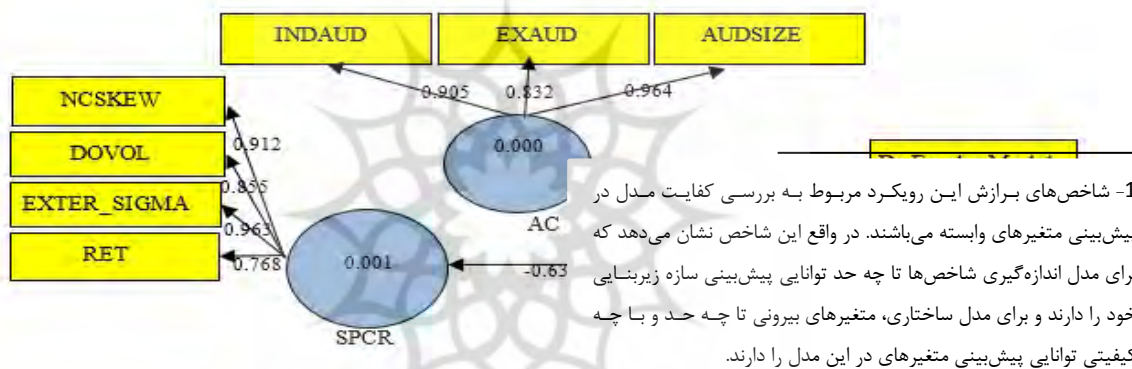 INDAUD EXAUD AUDSIZE
0.905 0.832 0.964
NCSKEW
DOVOL
EXTER_SIGMA
RET
0.912
0.855
0.963
0.768
0.000
AC
0.001
SPCR
-0.63
1- شاخص‌های برازش این رویکرد مربوط به بررسی کفایت مدل در
پیش‌بینی متغیرهای وابسته می‌باشند. در واقع این شاخص نشان می‌دهد که
برای مدل اندازه‌گیری شاخص‌ها تا چه حد توانایی پیش‌بینی سازه زیربنایی
خود را دارند و برای مدل ساختاری، متغیرهای بیرونی تا چه حد و با چه
کیفیتی توانایی پیش‌بینی متغیرهای در این مدل را دارند.